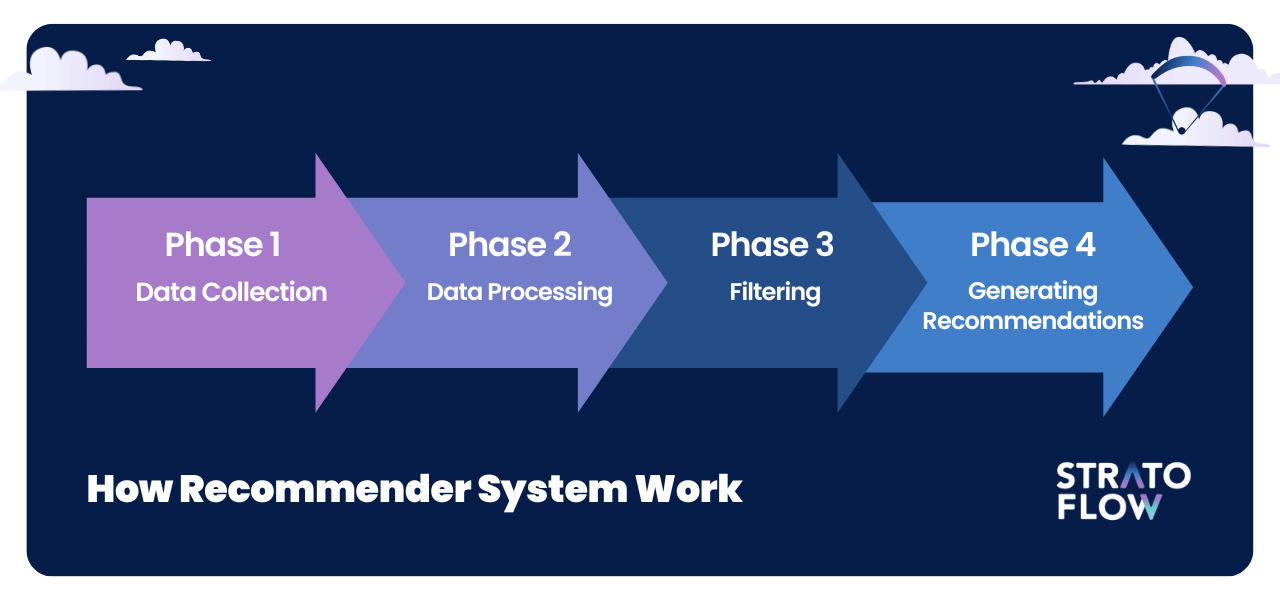 Phase 1
Data Collection
Phase 2
Data Processing
Phase 3
Filtering
Phase 4
Generating
Recommendations
How Recommender System Work
STRATO
FLOW